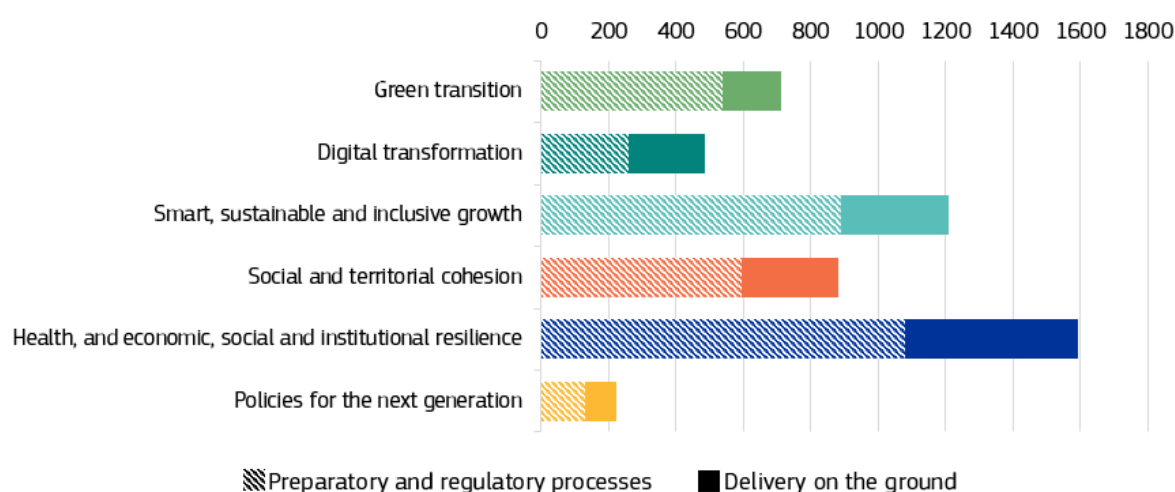 0 200 400 600 800 1000 1200 1400 1600 1800
Green transition
Digital transformation
Smart, sustainable and inclusive growth
Social and territorial cohesion
Health, and economic, social and institutional resilience
Policies for the next generation
Preparatory and regulatory processes Delivery on the ground